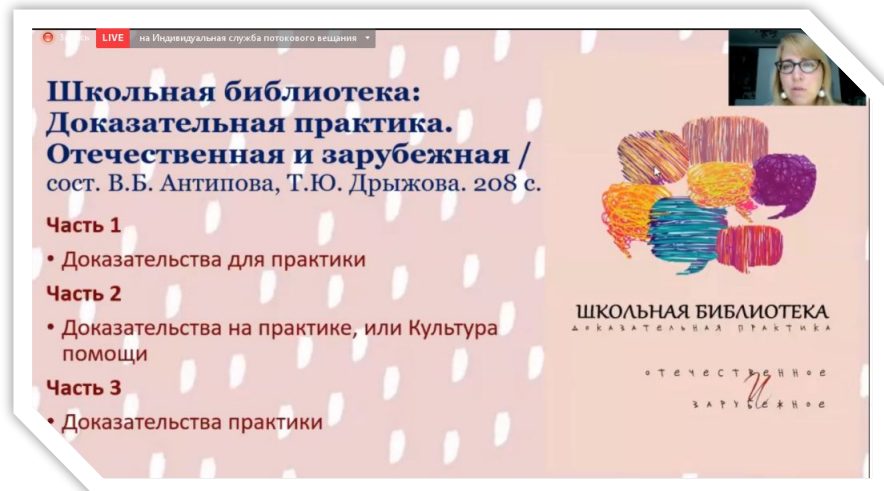 Запись LIVE на Индивидуальная служба потокового вещания
Школьная библиотека:
Доказательная практика.
Отечественная и зарубежная /
сост. В.Б. Антипова, Т.Ю. Дрыжова. 208 с.
Часть 1
• Доказательства для практики
Часть 2
• Доказательства на практике, или Культура
помощи
Часть 3
• Доказательства практики
ШКОЛЬНАЯ БИБЛИОТЕКА
ДОКАЗАТЕЛЬНАЯ ПРАКТИКА
отечественное
и
зарубежное